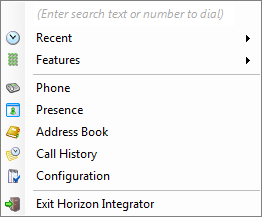 (Enter search text or number to dial)
Recent
Features
Phone
Presence
Address Book
Call History
Configuration
Exit Horizon Integrator